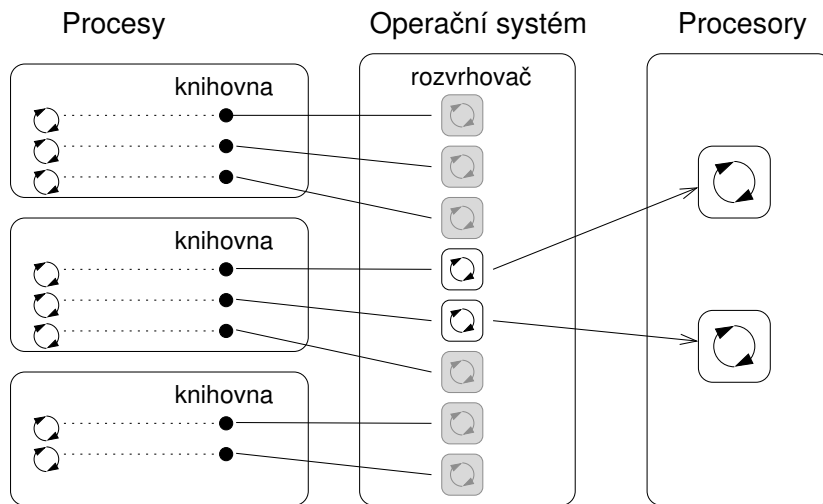 Procesy
Operační systém
Procesory
knihovna
rozvrhovač
knihovna
knihovna